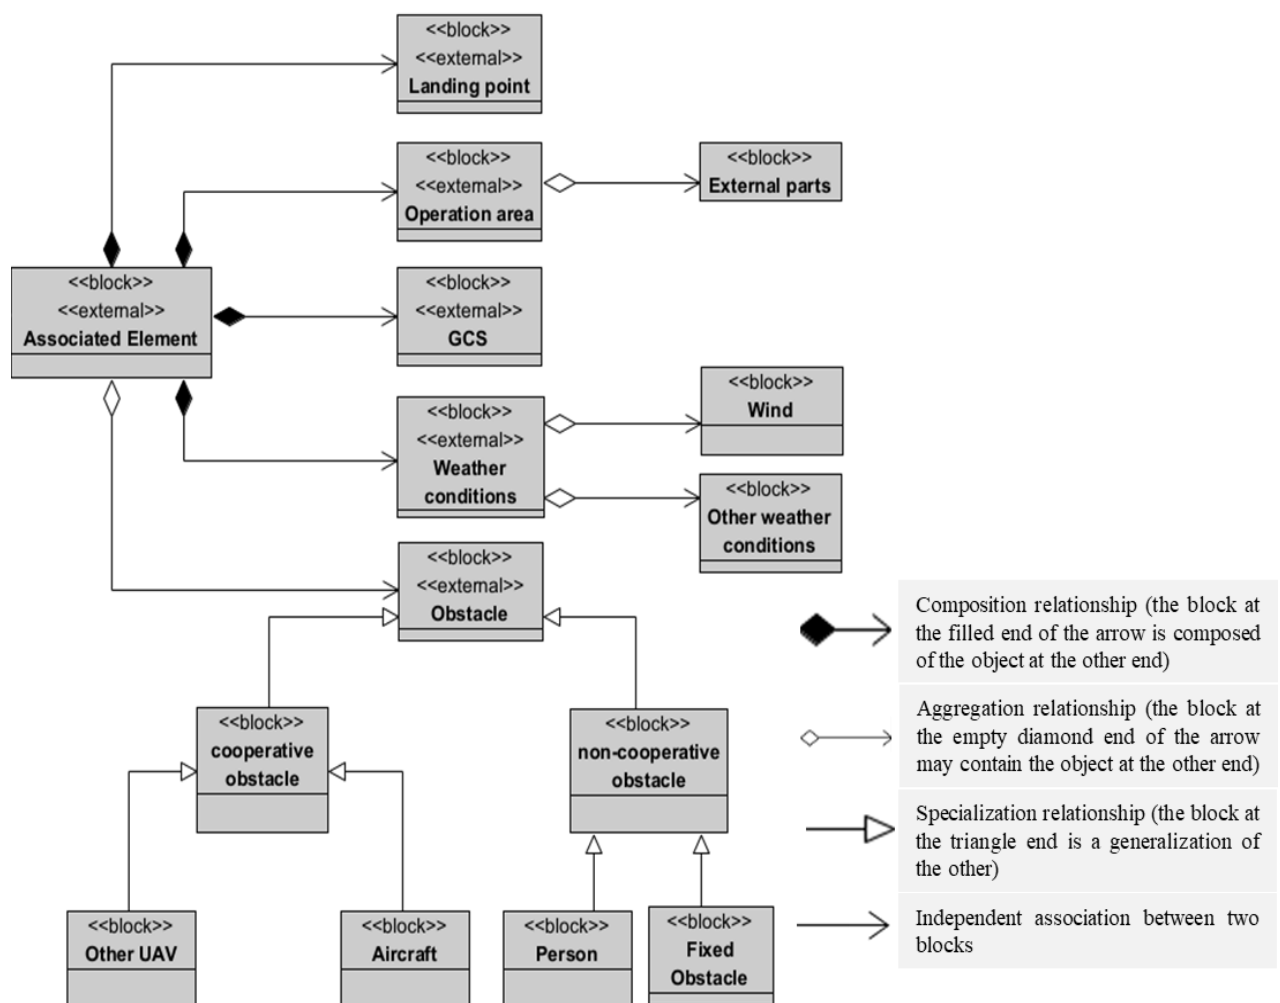 <<block>>
<<external>>
Landing point
<<block>>
<<external>>
Operation area
<<block>>
External parts
<<block>>
<<external>>
Associated Element
<<block>>
<<external>>
GCS
<<block>>
<<external>>
Weather
conditions
<<block>>
Wind
<<block>>
Other weather
conditions
<<block>>
<<external>>
Obstacle
<<block>>
cooperative
obstacle
<<block>>
non-cooperative
obstacle
<<block>>
Other UAV
<<block>>
Aircraft
<<block>>
Person
<<block>>
Fixed
Obstacle
Composition relationship (the block at
the filled end of the arrow is composed
of the object at the other end)
Aggregation relationship (the block at
the empty diamond end of the arrow
may contain the object at the other end)
Specialization relationship (the block at
the triangle end is a generalization of
the other)
Independent association between two
blocks